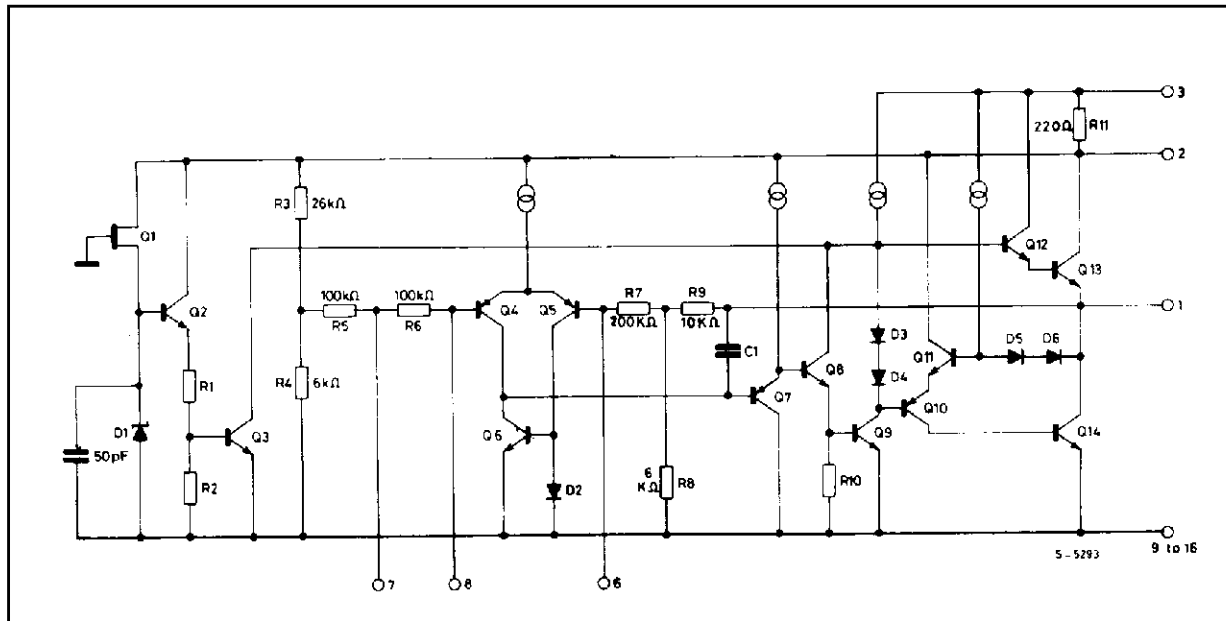 3
220Ω R11
2
R3 26kΩ
Q1
Q12
Q13
100kΩ 100kΩ
R5 R6
Q2
Q4 Q5
R7 R9
200KΩ 10KΩ
1
D3
D5 D6
C1
Q11
Q8
R4 6kΩ
D4
R1
Q7
Q10
Q6
Q3
Q9
Q14
D1
50pF
6
KΩ R8
R2
D2
R10
9 to 16
S-5293
7 8 6